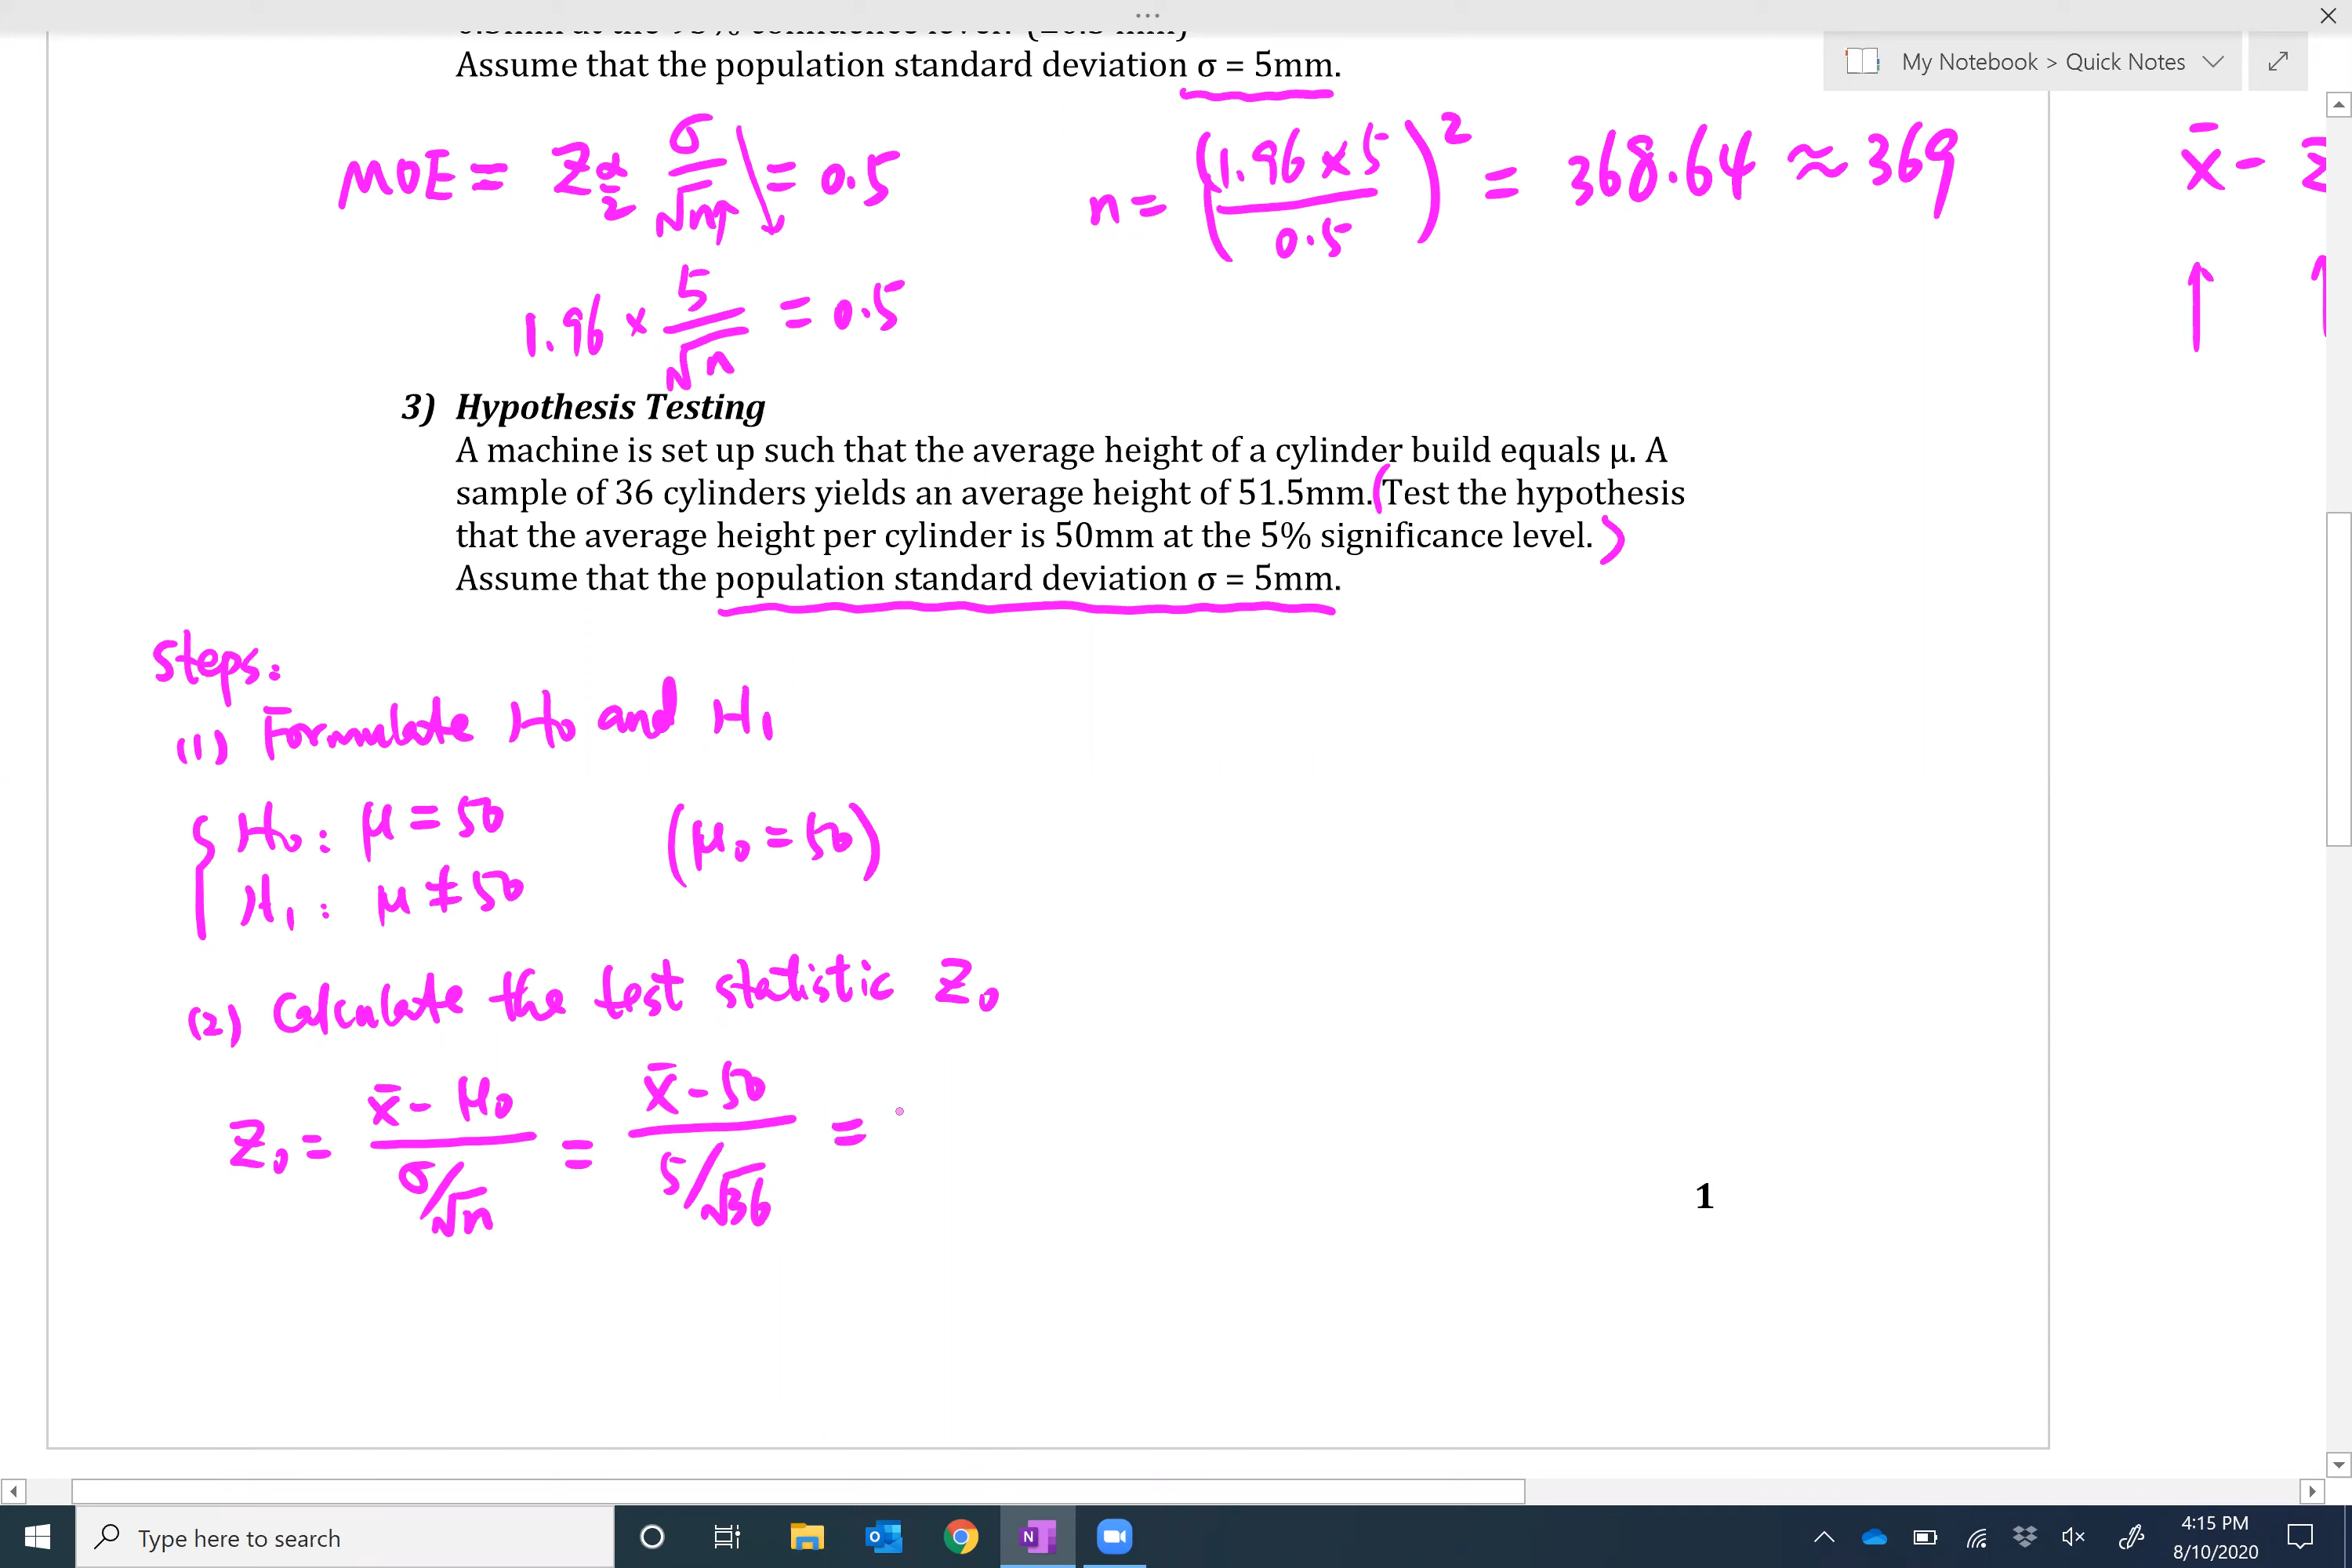 Assume that the population standard deviation σ = 5mm.
My Notebook > Quick Notes
MOE = Z α/2 σ/√n = 0.5
n = (1.96 × 5 / 0.5)² = 368.64 ≈ 369
x̄ -
1.96 × 5/√n = 0.5
3) Hypothesis Testing
A machine is set up such that the average height of a cylinder build equals μ. A
sample of 36 cylinders yields an average height of 51.5mm. (Test the hypothesis
that the average height per cylinder is 50mm at the 5% significance level. )
Assume that the population standard deviation σ = 5mm.
Steps:
(1) Formulate H₀ and H₁
H₀: μ = 50 (μ₀ = 50)
H₁: μ ≠ 50
(2) Calculate the test statistic Z₀
Z₀ = x̄ - μ₀ / σ/√n = x̄ - 50 / 5/√36 =
1
Type here to search
4:15 PM
8/10/2020